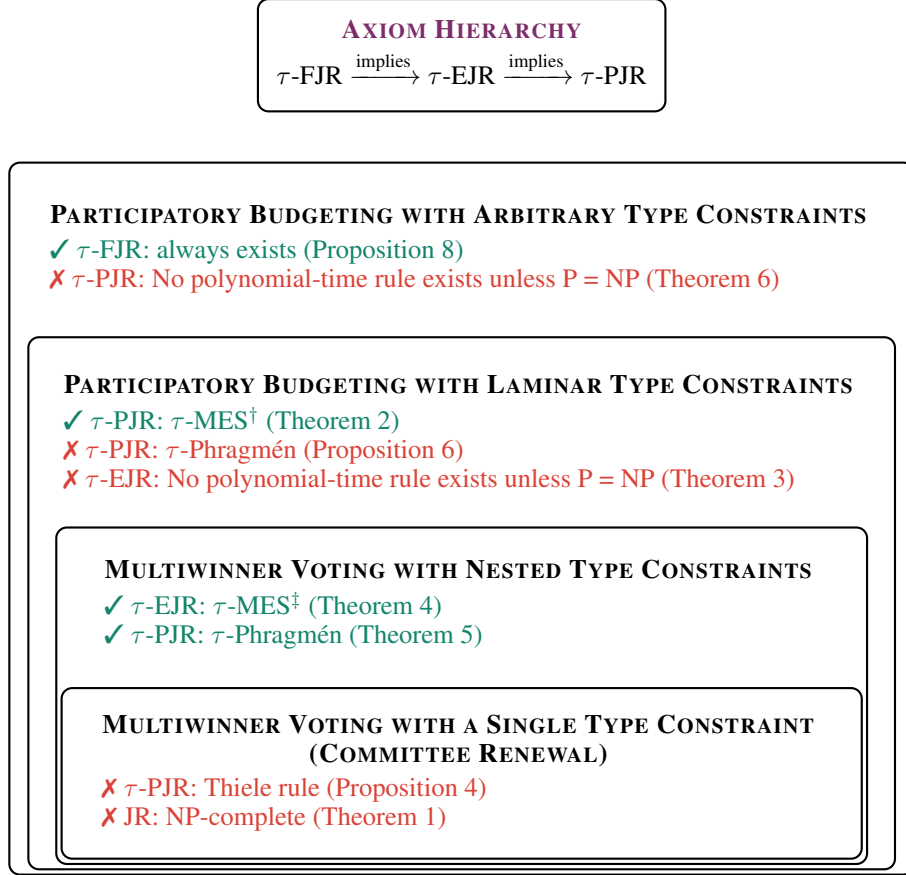 AXIOM HIERARCHY
τ-FJR implies→ τ-EJR implies→ τ-PJR
PARTICIPATORY BUDGETING WITH ARBITRARY TYPE CONSTRAINTS
✓ τ-FJR: always exists (Proposition 8)
✗ τ-PJR: No polynomial-time rule exists unless P = NP (Theorem 6)
PARTICIPATORY BUDGETING WITH LAMINAR TYPE CONSTRAINTS
✓ τ-PJR: τ-MES† (Theorem 2)
✗ τ-PJR: τ-Phragmén (Proposition 6)
✗ τ-EJR: No polynomial-time rule exists unless P = NP (Theorem 3)
MULTIWINNER VOTING WITH NESTED TYPE CONSTRAINTS
✓ τ-EJR: τ-MES‡ (Theorem 4)
✓ τ-PJR: τ-Phragmén (Theorem 5)
MULTIWINNER VOTING WITH A SINGLE TYPE CONSTRAINT
(COMMITTEE RENEWAL)
✗ τ-PJR: Thiele rule (Proposition 4)
✗ JR: NP-complete (Theorem 1)